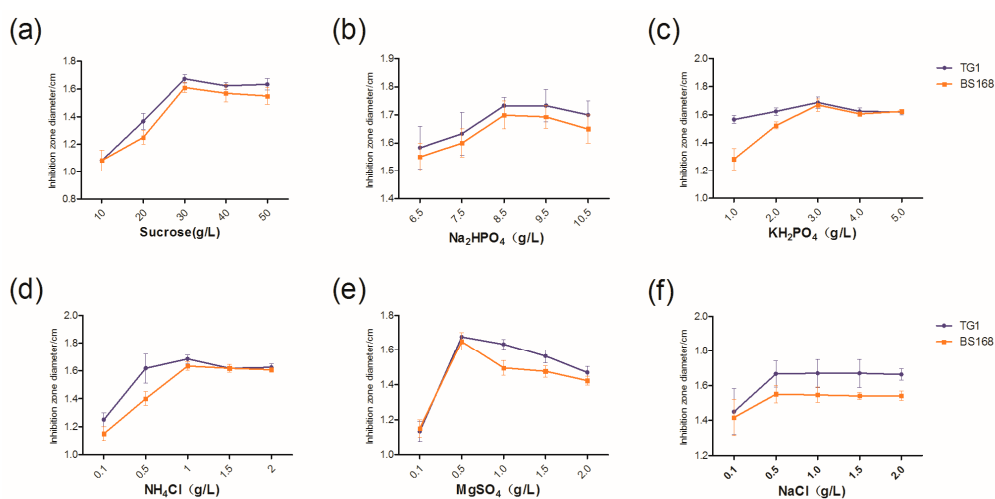 (a)
Inhibition zone diameter/cm
1.8
1.6
1.4
1.2
1.0
0.8
10
20
30
40
50
Sucrose(g/L)
(b)
Inhibition zone diameter/cm
1.9
1.8
1.7
1.6
1.5
1.4
6.5
7.5
8.5
9.5
10.5
Na₂HPO₄（g/L）
(c)
Inhibition zone diameter/cm
2.0
1.8
1.6
1.4
1.2
1.0
1.0
2.0
3.0
4.0
5.0
KH₂PO₄（g/L）
TG1
BS168
(d)
Inhibition zone diameter/cm
2.0
1.8
1.6
1.4
1.2
1.0
0.1
0.5
1
1.5
2
NH₄Cl (g/L)
(e)
Inhibition zone diameter/cm
1.8
1.6
1.4
1.2
1.0
0.1
0.5
1.0
1.5
2.0
MgSO₄（g/L）
(f)
Inhibition zone diameter/cm
2.0
1.8
1.6
1.4
1.2
0.1
0.5
1.0
1.5
2.0
NaCl（g/L）
TG1
BS168